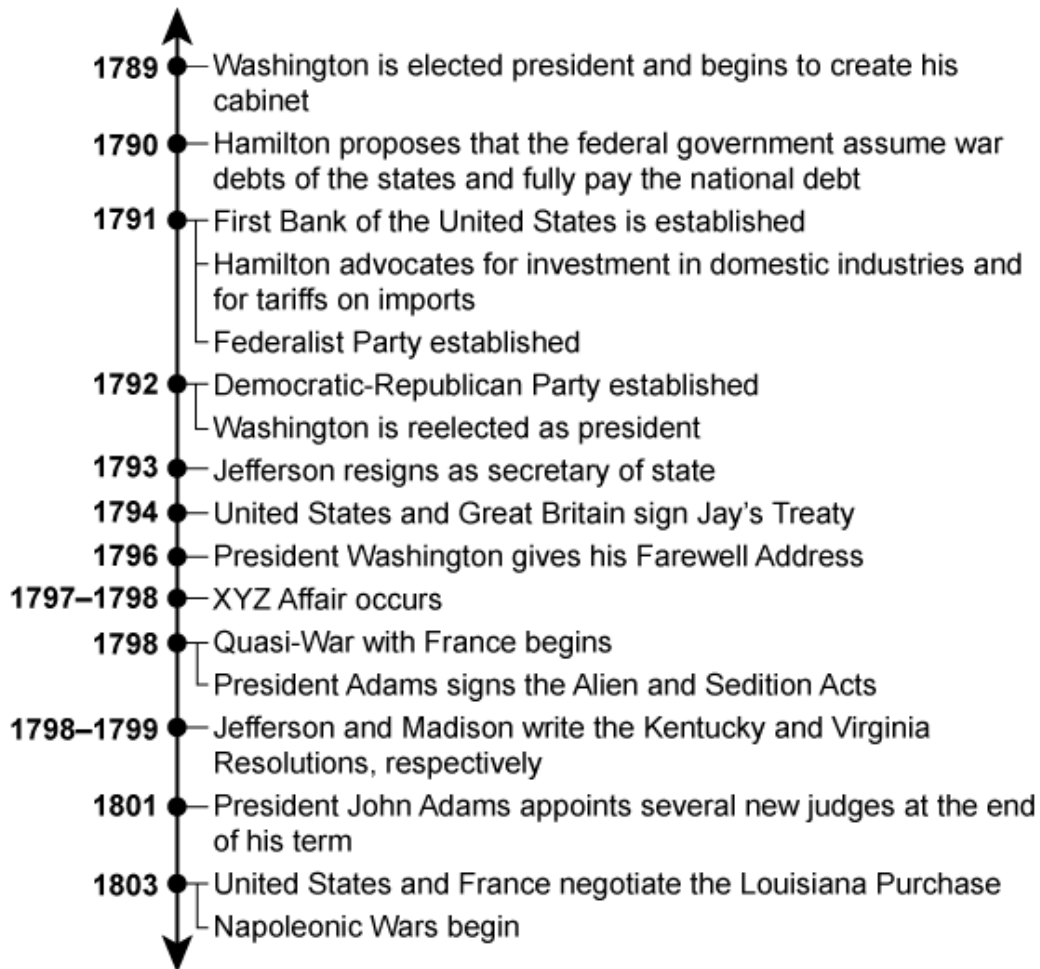 1789 Washington is elected president and begins to create his
cabinet
1790 Hamilton proposes that the federal government assume war
debts of the states and fully pay the national debt
1791 First Bank of the United States is established
Hamilton advocates for investment in domestic industries and
for tariffs on imports
Federalist Party established
1792 Democratic-Republican Party established
Washington is reelected as president
1793 Jefferson resigns as secretary of state
1794 United States and Great Britain sign Jay's Treaty
1796 President Washington gives his Farewell Address
1797–1798 XYZ Affair occurs
1798 Quasi-War with France begins
President Adams signs the Alien and Sedition Acts
1798–1799 Jefferson and Madison write the Kentucky and Virginia
Resolutions, respectively
1801 President John Adams appoints several new judges at the end
of his term
1803 United States and France negotiate the Louisiana Purchase
Napoleonic Wars begin